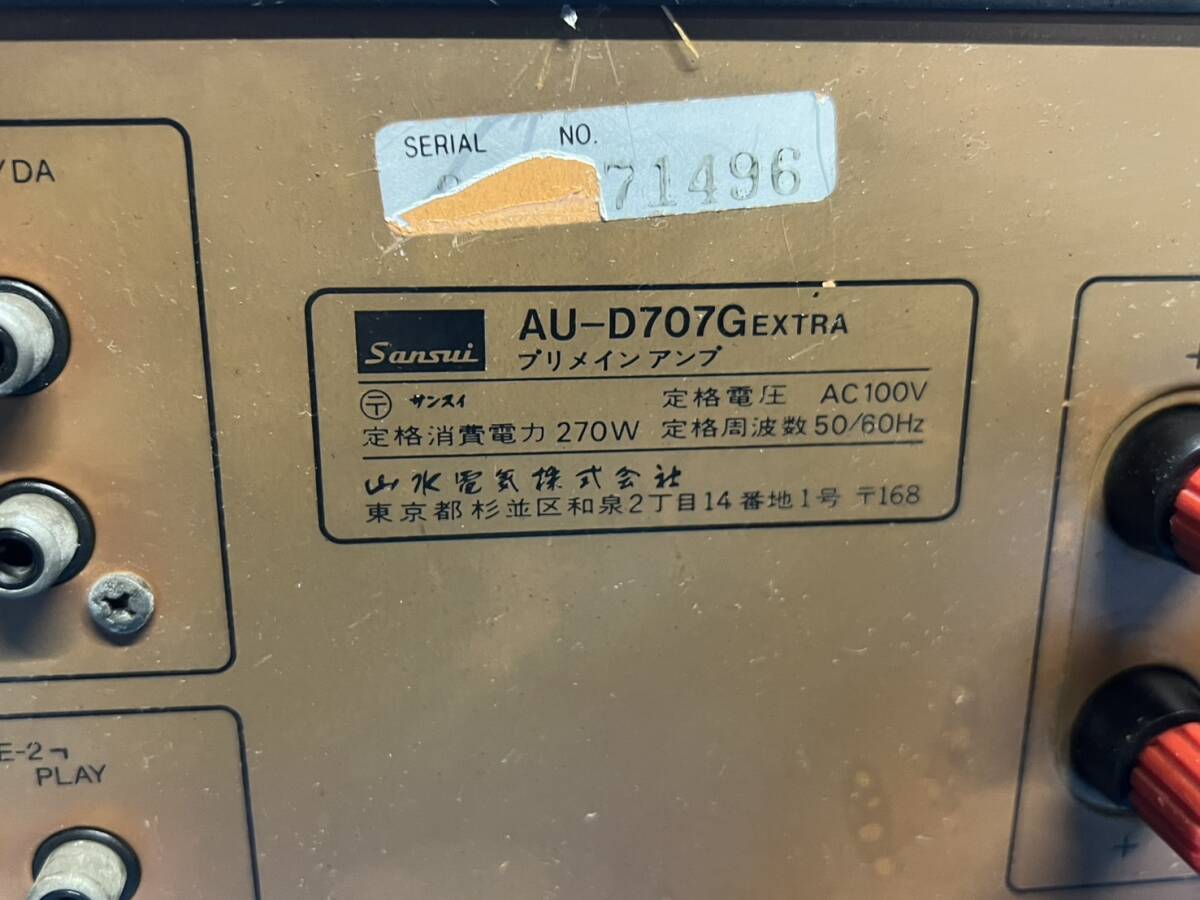 /DA
SERIAL NO.
71496
Sansui
AU-D707G EXTRA
プリメインアンプ
〒 サンスイ 定格電圧 AC100V
定格消費電力 270W 定格周波数 50/60Hz
山水電気株式会社
東京都杉並区和泉2丁目14番地1号 〒168
E-2
PLAY
+
+